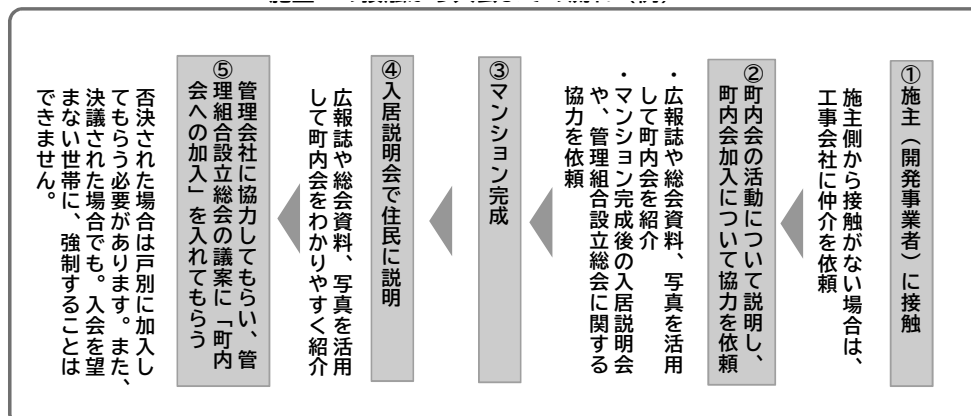 ①施主（開発事業者）に接触
施主側から接触がない場合は、
工事会社に仲介を依頼
②町内会の活動について説明し、
町内会加入について協力を依頼
・広報誌や総会資料、写真を活用
して町内会を紹介
・マンション完成後の入居説明会
や、管理組合設立総会に関する
協力を依頼
③マンション完成
④入居説明会で住民に説明
広報誌や総会資料、写真を活用
して町内会をわかりやすく紹介
⑤管理会社に協力してもらい、管
理組合設立総会の議案に「町内
会への加入」を入れてもらう
否決された場合は戸別に加入し
てもらう必要があります。また、
決議された場合でも。入会を望
まない世帯に、強制することは
できません。